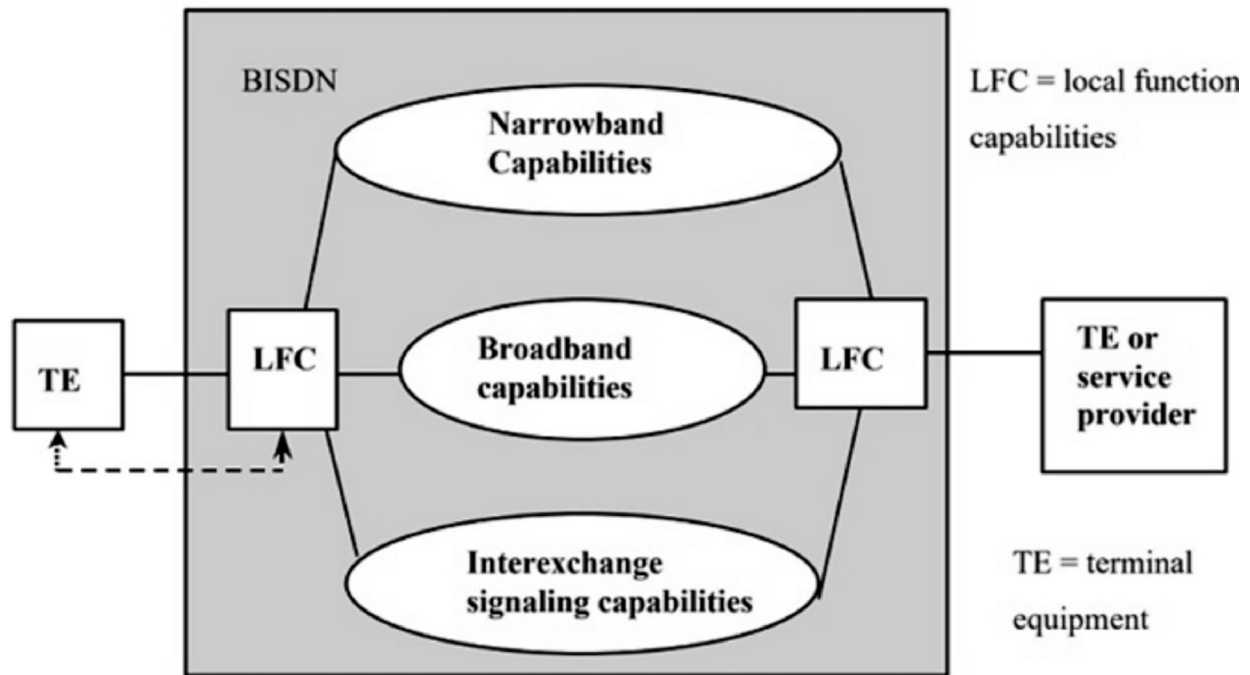 BISDN
LFC = local function
capabilities
Narrowband
Capabilities
TE
LFC
Broadband
capabilities
LFC
TE or
service
provider
Interexchange
signaling capabilities
TE = terminal
equipment